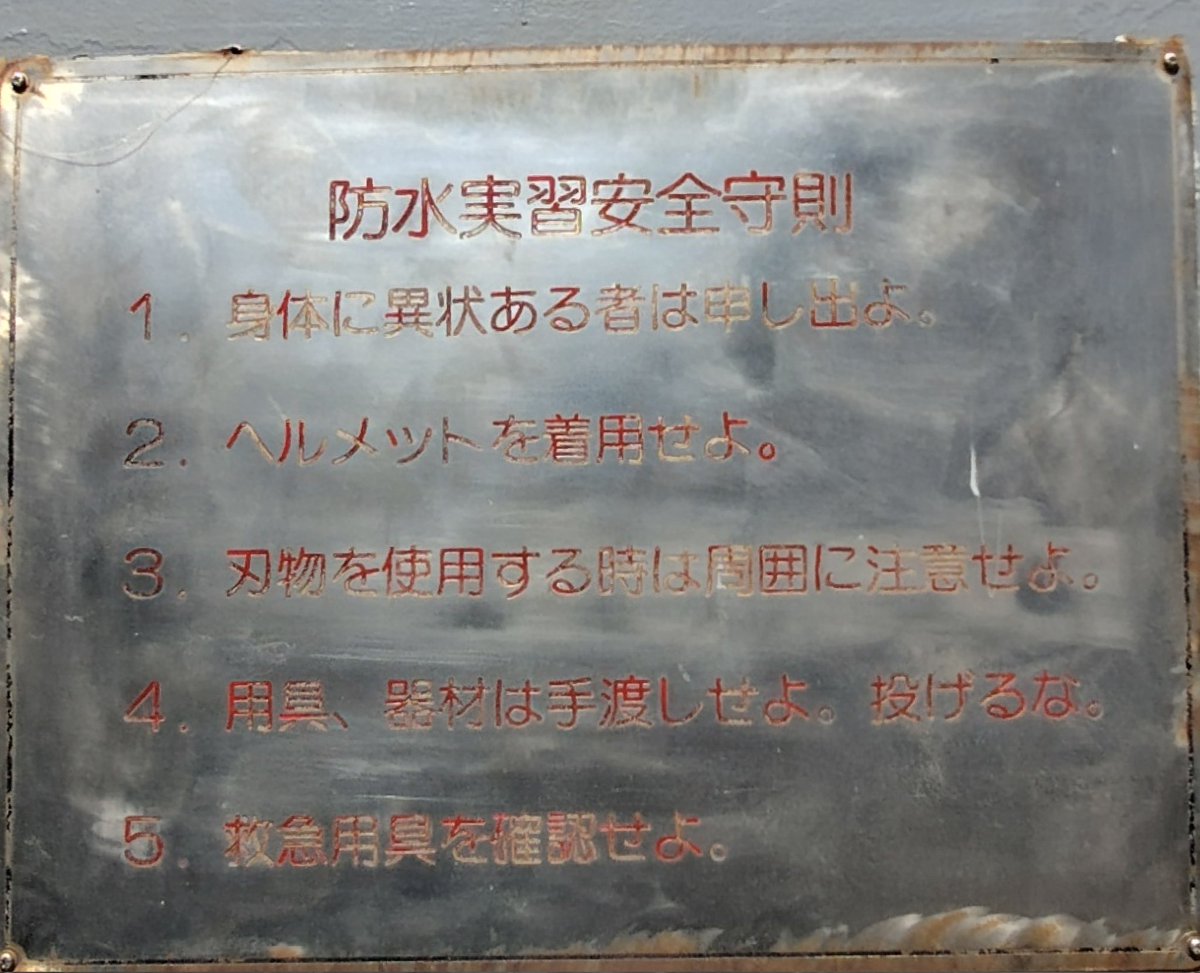 防水実習安全守則
1. 身体に異状ある者は申し出よ。
2. ヘルメットを着用せよ。
3. 刃物を使用する時は周囲に注意せよ。
4. 用具、器材は手渡しせよ。投げるな。
5. 救急用具を確認せよ。